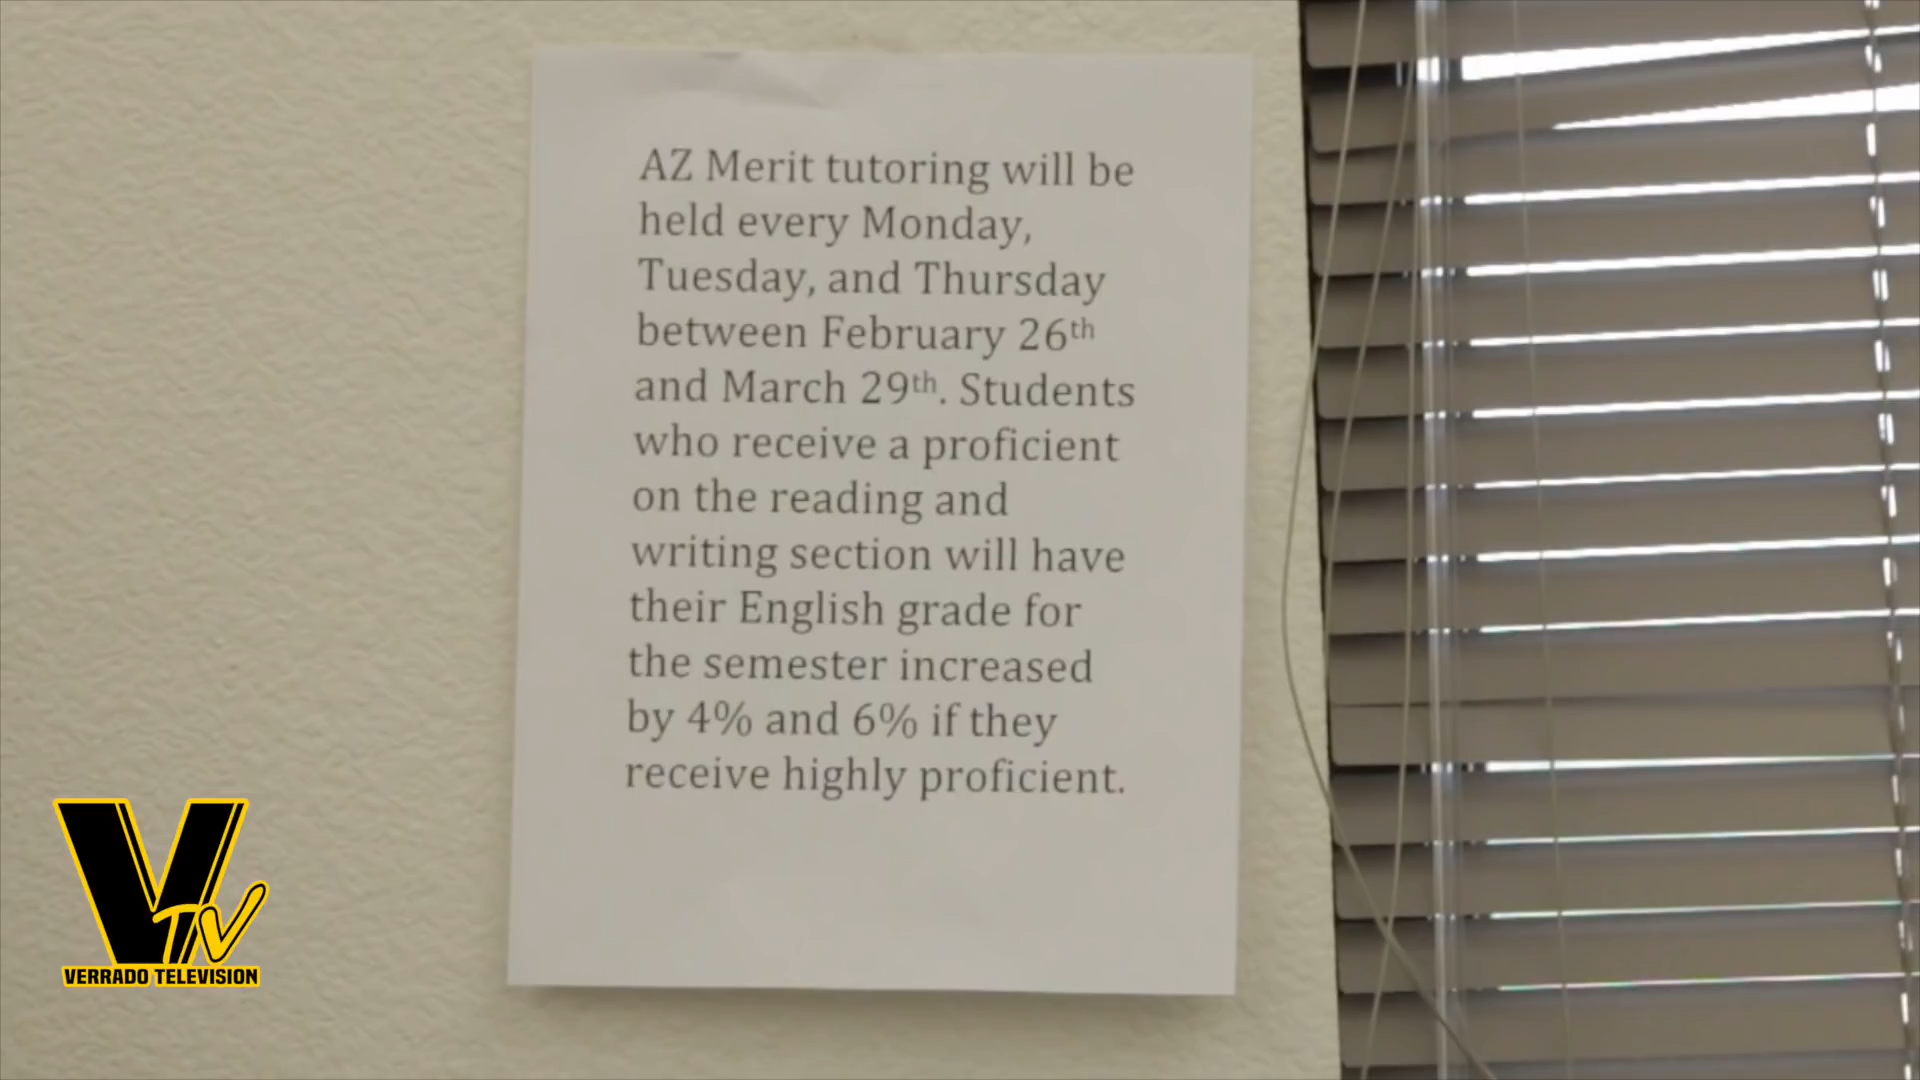 AZ Merit tutoring will be
held every Monday,
Tuesday, and Thursday
between February 26th
and March 29th. Students
who receive a proficient
on the reading and
writing section will have
their English grade for
the semester increased
by 4% and 6% if they
receive highly proficient.
VTV
VERRADO TELEVISION